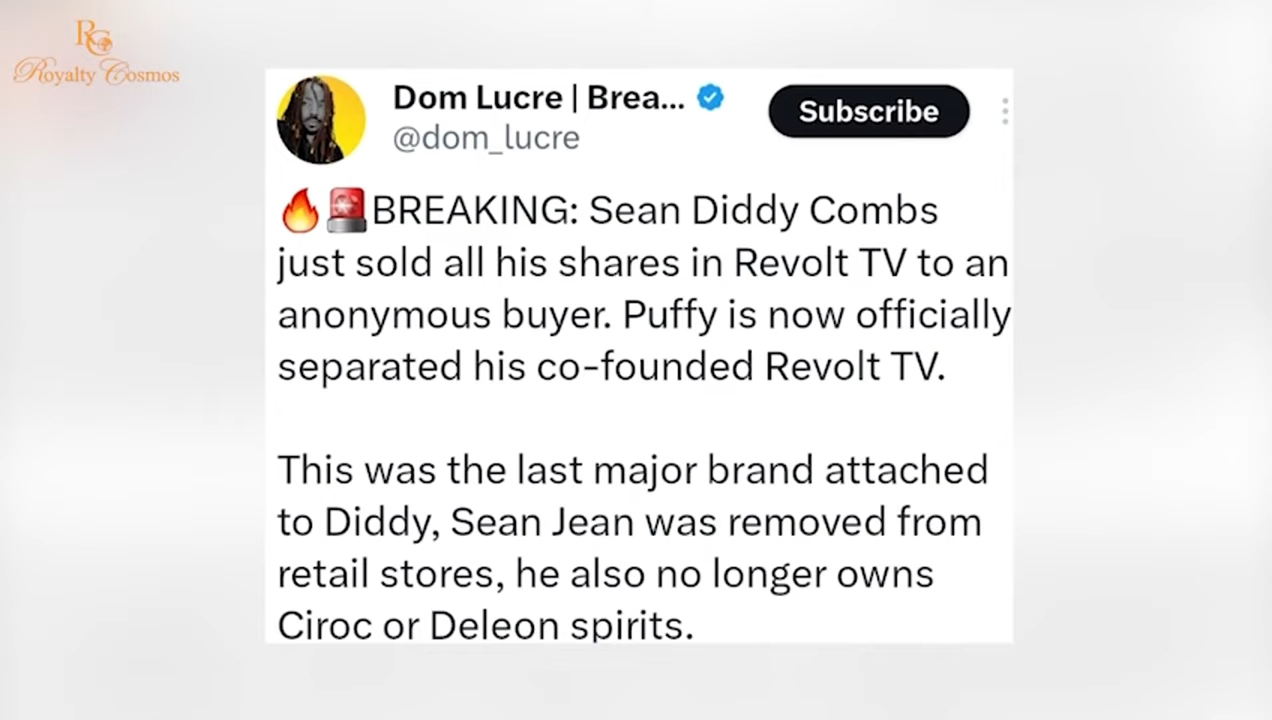 RC
Royalty Cosmos
Dom Lucre | Brea...
Subscribe
@dom_lucre
🔥🚨BREAKING: Sean Diddy Combs
just sold all his shares in Revolt TV to an
anonymous buyer. Puffy is now officially
separated his co-founded Revolt TV.
This was the last major brand attached
to Diddy, Sean Jean was removed from
retail stores, he also no longer owns
Ciroc or Deleon spirits.